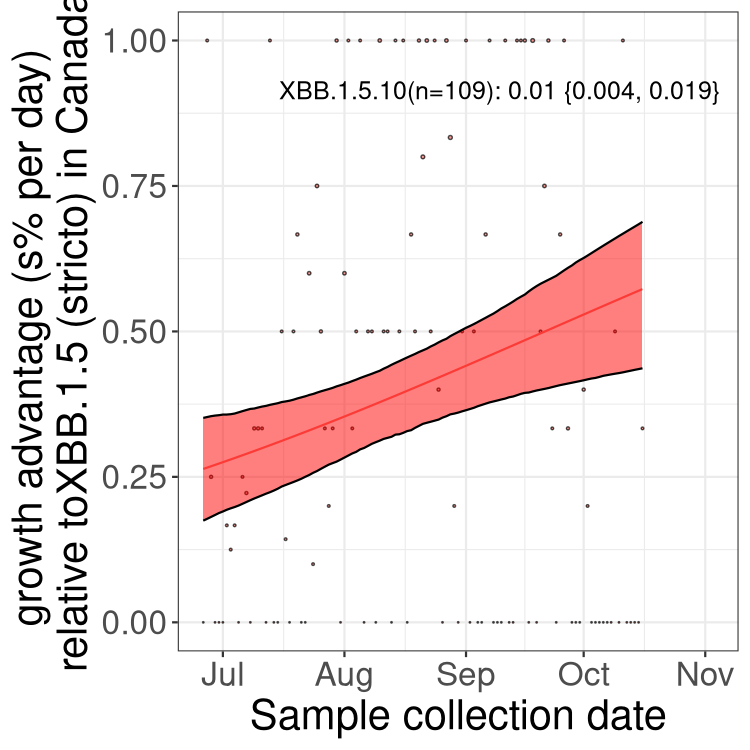 growth advantage (s% per day)
relative toXBB.1.5 (stricto) in Canada
1.00
0.75
0.50
0.25
0.00
XBB.1.5.10(n=109): 0.01 {0.004, 0.019}
Jul Aug Sep Oct Nov
Sample collection date